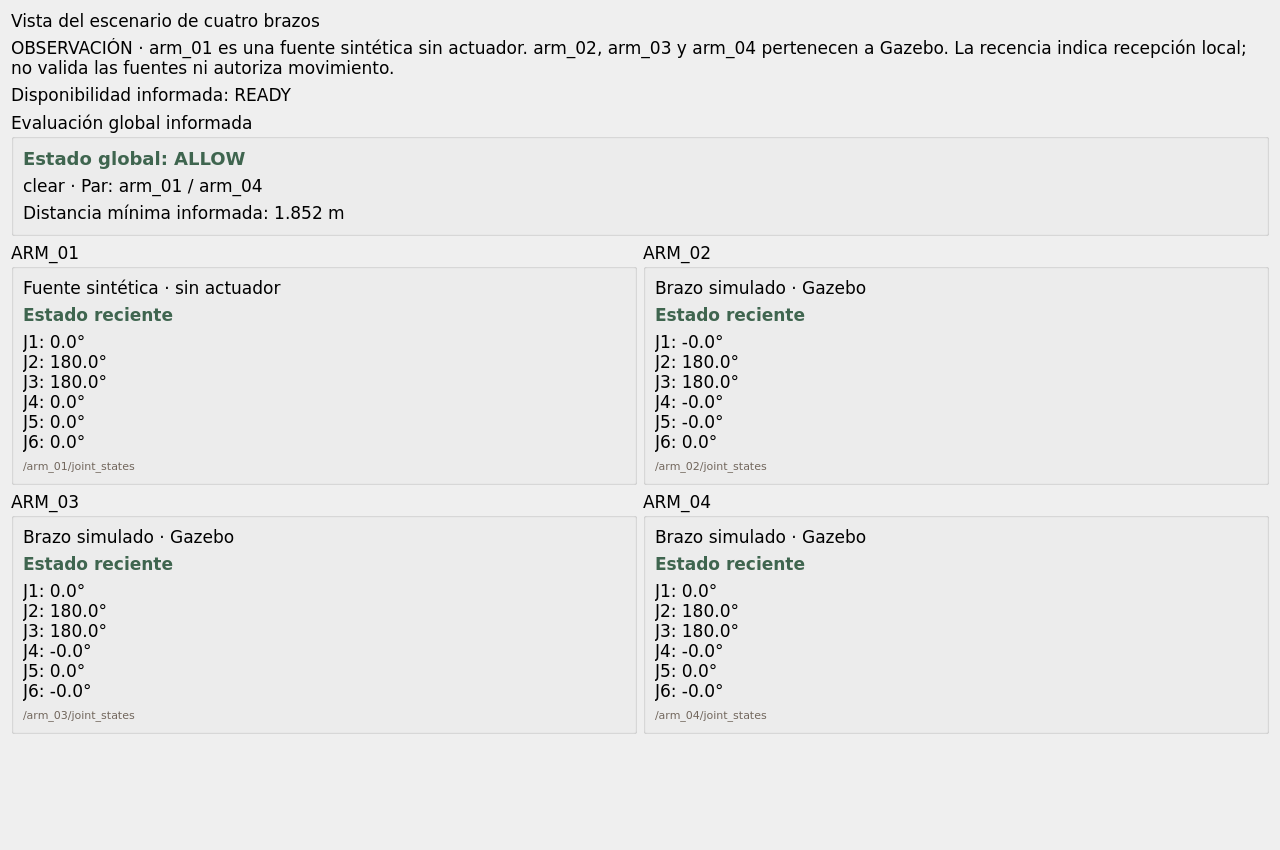 Vista del escenario de cuatro brazos
OBSERVACIÓN · arm_01 es una fuente sintética sin actuador. arm_02, arm_03 y arm_04 pertenecen a Gazebo. La recencia indica recepción local;
no valida las fuentes ni autoriza movimiento.
Disponibilidad informada: READY
Evaluación global informada
Estado global: ALLOW
clear · Par: arm_01 / arm_04
Distancia mínima informada: 1.852 m
ARM_01
Fuente sintética · sin actuador
Estado reciente
J1: 0.0°
J2: 180.0°
J3: 180.0°
J4: 0.0°
J5: 0.0°
J6: 0.0°
/arm_01/joint_states
ARM_02
Brazo simulado · Gazebo
Estado reciente
J1: -0.0°
J2: 180.0°
J3: 180.0°
J4: -0.0°
J5: -0.0°
J6: 0.0°
/arm_02/joint_states
ARM_03
Brazo simulado · Gazebo
Estado reciente
J1: 0.0°
J2: 180.0°
J3: 180.0°
J4: -0.0°
J5: 0.0°
J6: -0.0°
/arm_03/joint_states
ARM_04
Brazo simulado · Gazebo
Estado reciente
J1: 0.0°
J2: 180.0°
J3: 180.0°
J4: -0.0°
J5: 0.0°
J6: -0.0°
/arm_04/joint_states